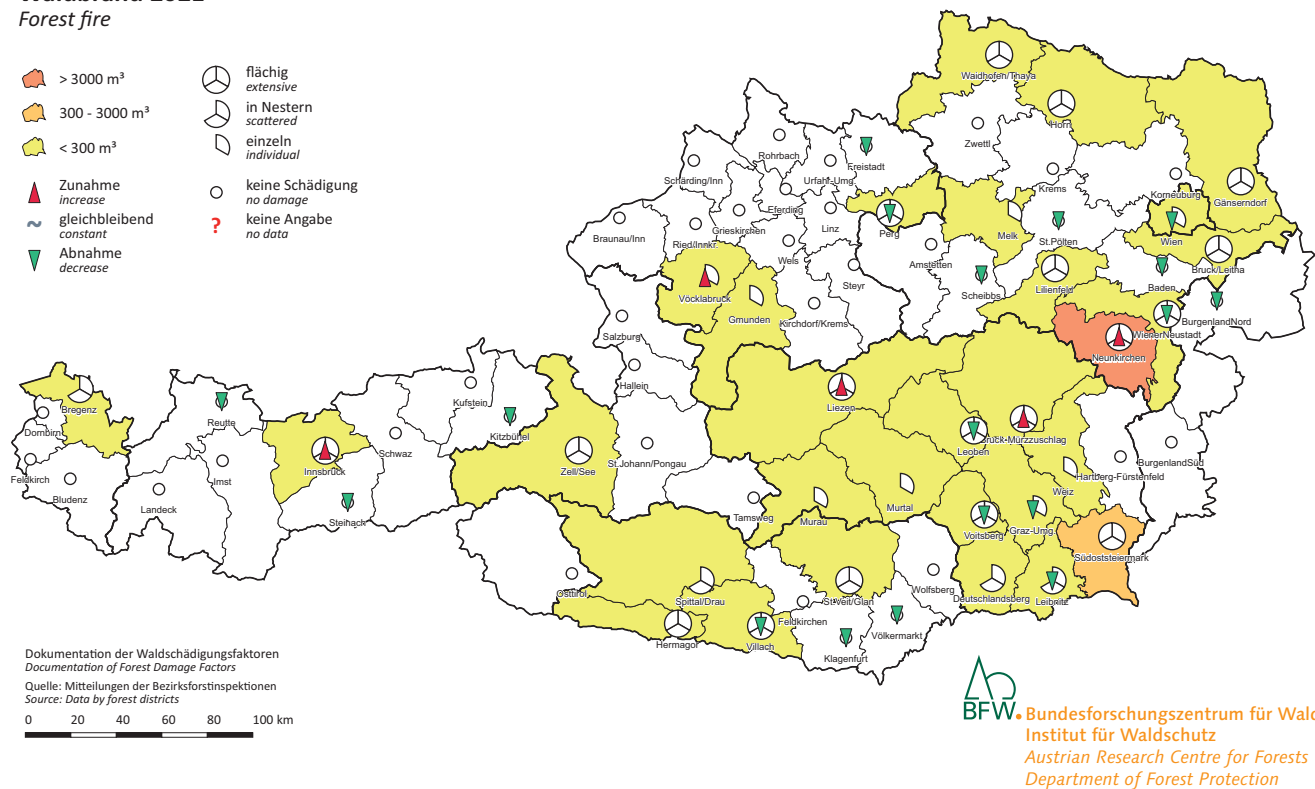 Forest fire
> 3000 m³
300 - 3000 m³
< 300 m³
Zunahme
increase
~ gleichbleibend
constant
Abnahme
decrease
flächig
extensive
in Nestern
scattered
einzeln
individual
keine Schädigung
no damage
? keine Angabe
no data
Waidhofen/Thaya
Horn
Zwettl
Rohrbach
Freistadt
Schärding/Inn
Urfahr-Umg.
Krems
Korneuburg
Gänserndorf
Eferding
Grieskirchen
Linz
Perg
Melk
St.Pölten
Wien
Braunau/Inn
Ried/Innkr.
Wels
Amstetten
Bruck/Leitha
Steyr
Scheibbs
Lilienfeld
Baden
Vöcklabruck
Gmunden
Kirchdorf/Krems
BurgenlandNord
WienerNeustadt
Salzburg
Neunkirchen
Hallein
Bregenz
Reutte
Kufstein
Liezen
Dornbirn
Kitzbühel
Bruck-Mürzzuschlag
Leoben
Innsbruck
Schwaz
Zell/See
St.Johann/Pongau
BurgenlandSüd
Feldkirch
Imst
Hartberg-Fürstenfeld
Bludenz
Landeck
Weiz
Steinach
Tamsweg
Murau
Murtal
Voitsberg
Graz-Umg.
Südoststeiermark
Osttirol
Spittal/Drau
St.Veit/Glan
Wolfsberg
Deutschlandsberg
Leibnitz
Feldkirchen
Hermagor
Villach
Klagenfurt
Völkermarkt
Dokumentation der Waldschädigungsfaktoren
Documentation of Forest Damage Factors
Quelle: Mitteilungen der Bezirksforstinspektionen
Source: Data by forest districts
0 20 40 60 80 100 km
BFW.
Bundesforschungszentrum für Wald
Institut für Waldschutz
Austrian Research Centre for Forests
Department of Forest Protection